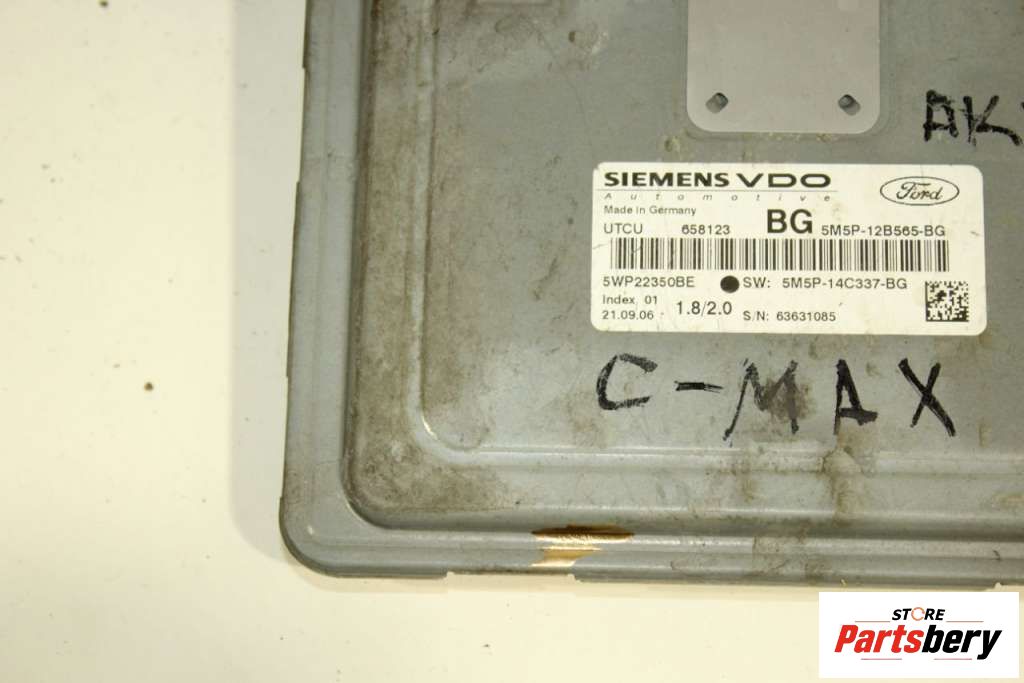 SIEMENS VDO
Automotive
Ford
Made in Germany
UTCU 658123 BG 5M5P-12B565-BG
5WP22350BE SW: 5M5P-14C337-BG
Index 01
21.09.06 1.8/2.0 S/N: 63631085
C-MAX
STORE
Partsbery